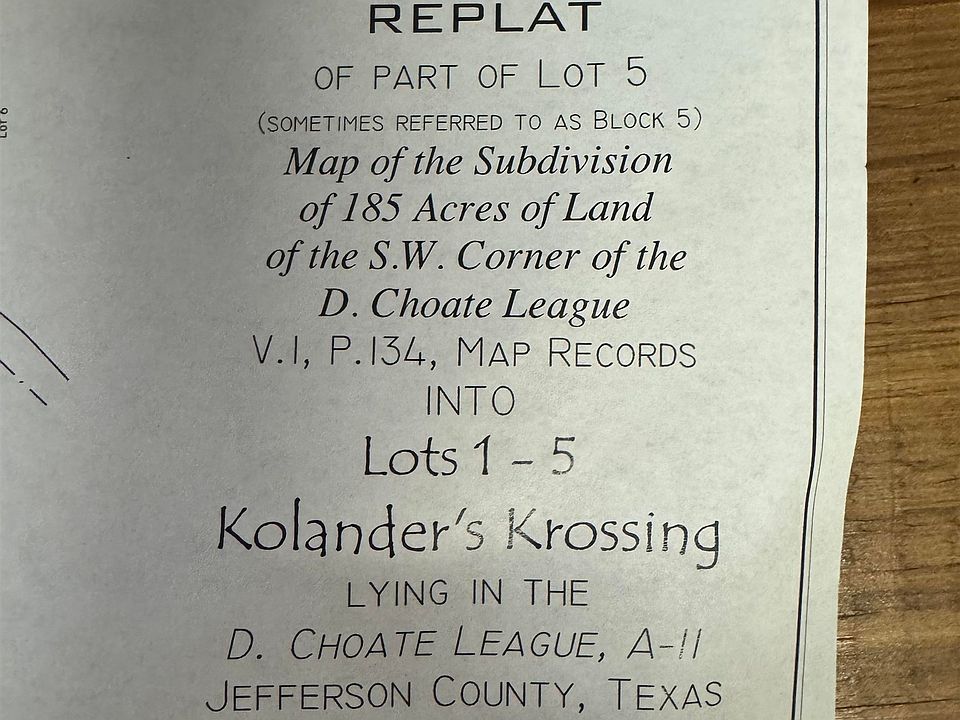 REPLAT
OF PART OF LOT 5
(SOMETIMES REFERRED TO AS BLOCK 5)
Map of the Subdivision
of 185 Acres of Land
of the S.W. Corner of the
D. Choate League
V.1, P.134, MAP RECORDS
INTO
Lots 1 - 5
Kolander's Krossing
LYING IN THE
D. CHOATE LEAGUE, A-11
JEFFERSON COUNTY, TEXAS
LOT 6